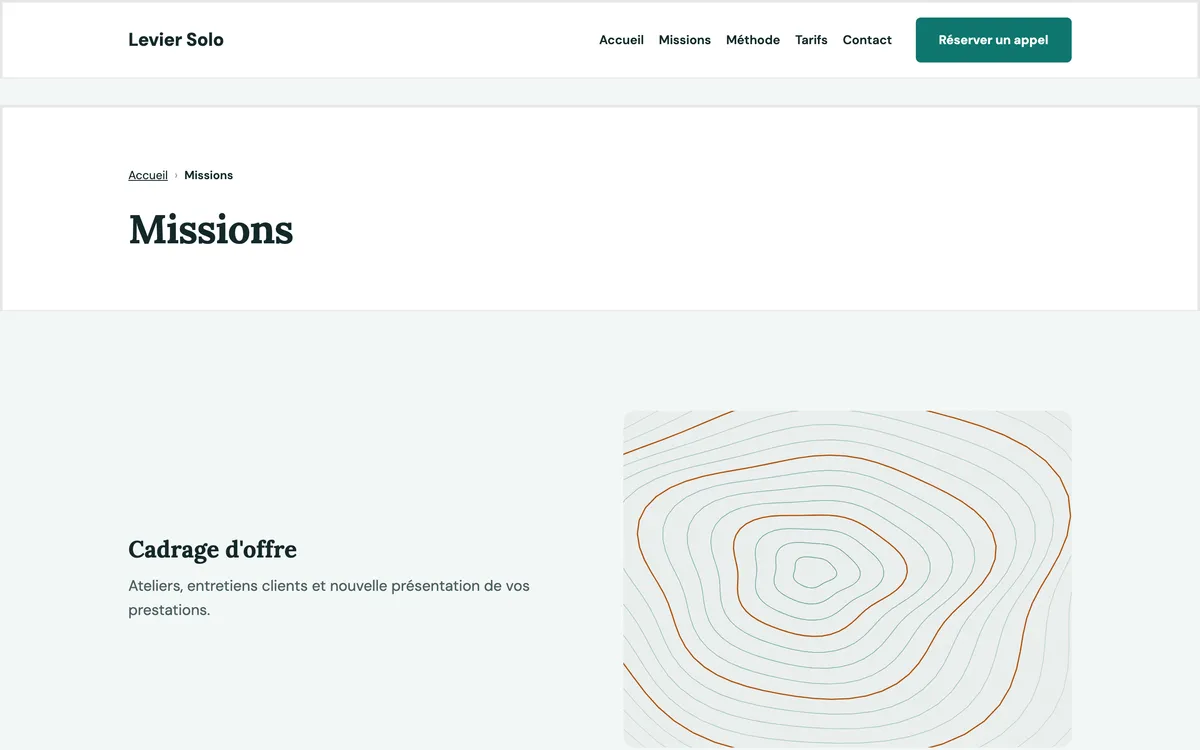 Levier Solo
Accueil Missions Méthode Tarifs Contact Réserver un appel
Accueil › Missions
Missions
Cadrage d'offre
Ateliers, entretiens clients et nouvelle présentation de vos
prestations.